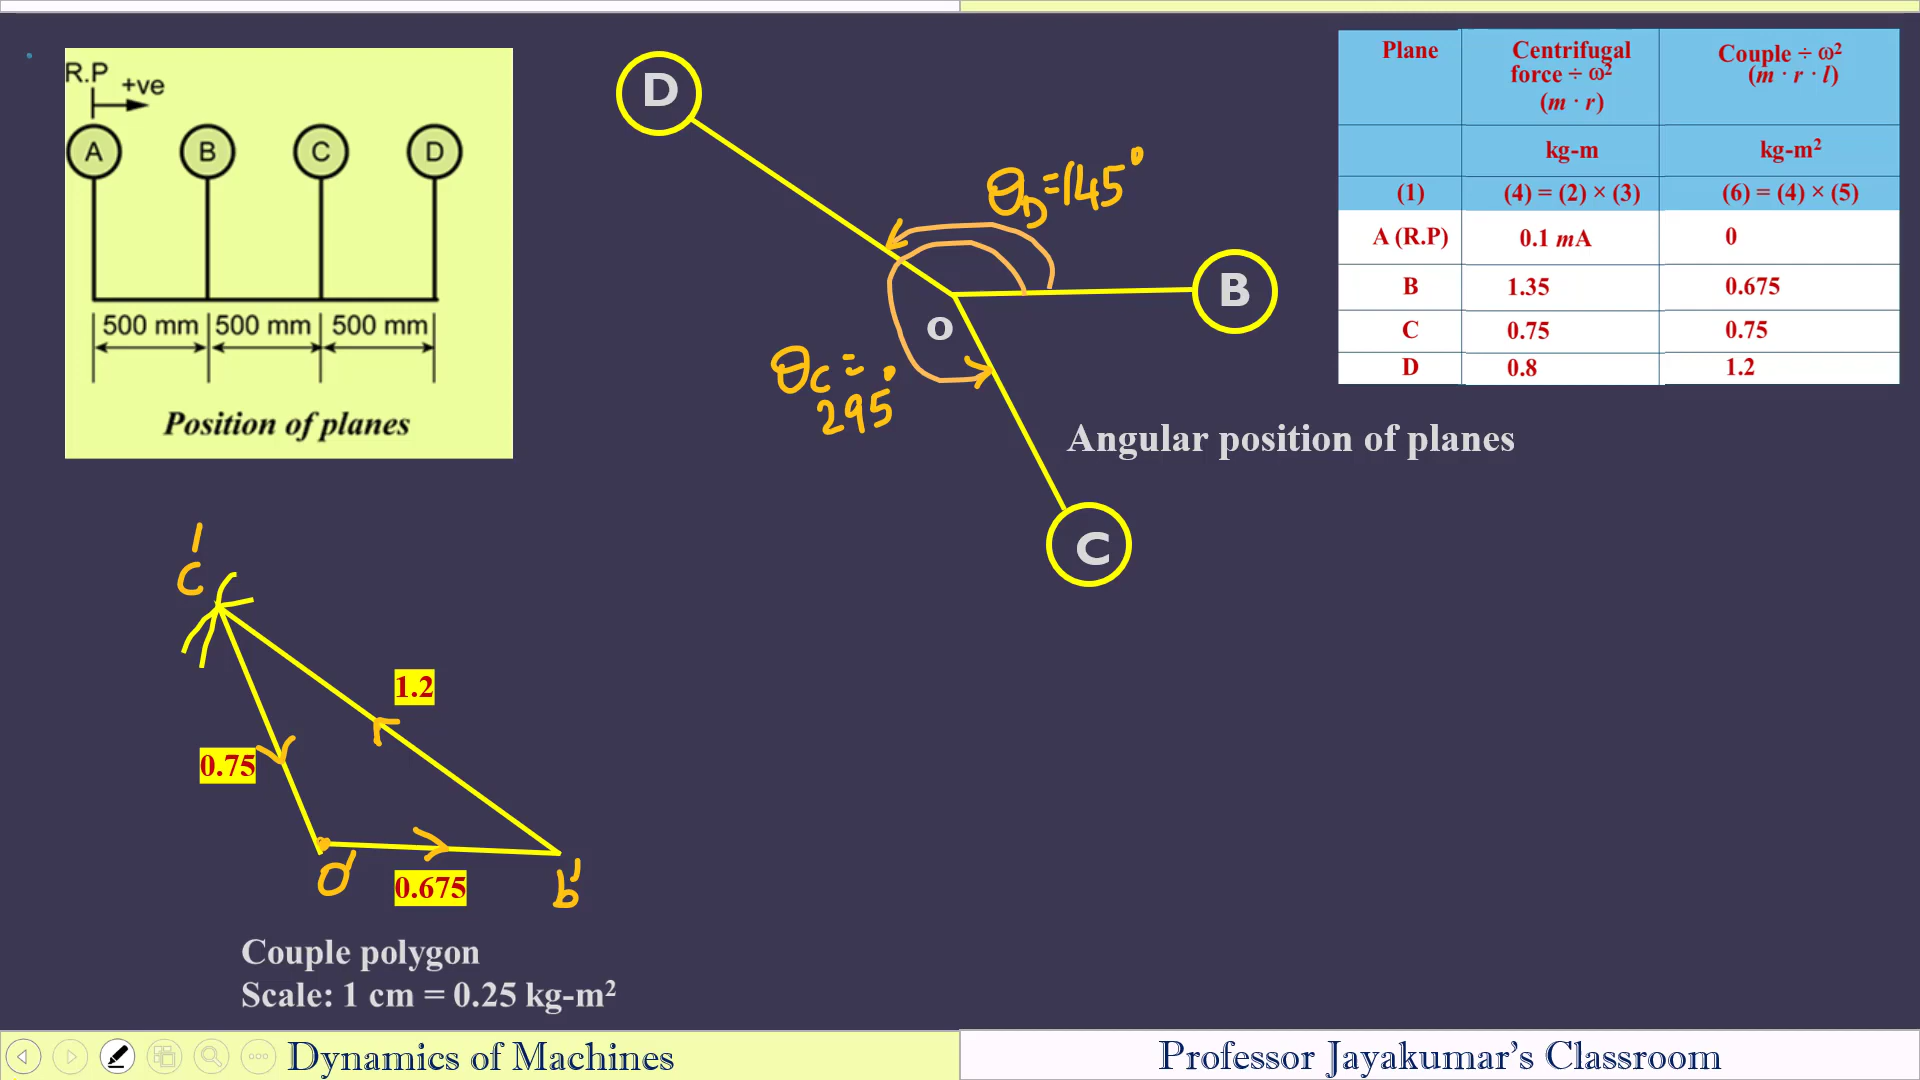 R.P
+ve
A B C D
500 mm 500 mm 500 mm
Position of planes
D
θD=145°
B
o
θC=
295°
C
Angular position of planes
Plane Centrifugal force ÷ ω² (m · r) Couple ÷ ω² (m · r · l)
kg-m kg-m²
(1) (4) = (2) × (3) (6) = (4) × (5)
A (R.P) 0.1 mA 0
B 1.35 0.675
C 0.75 0.75
D 0.8 1.2
c'
1.2
0.75
o'
0.675
b'
Couple polygon
Scale: 1 cm = 0.25 kg-m²
Dynamics of Machines
Professor Jayakumar’s Classroom